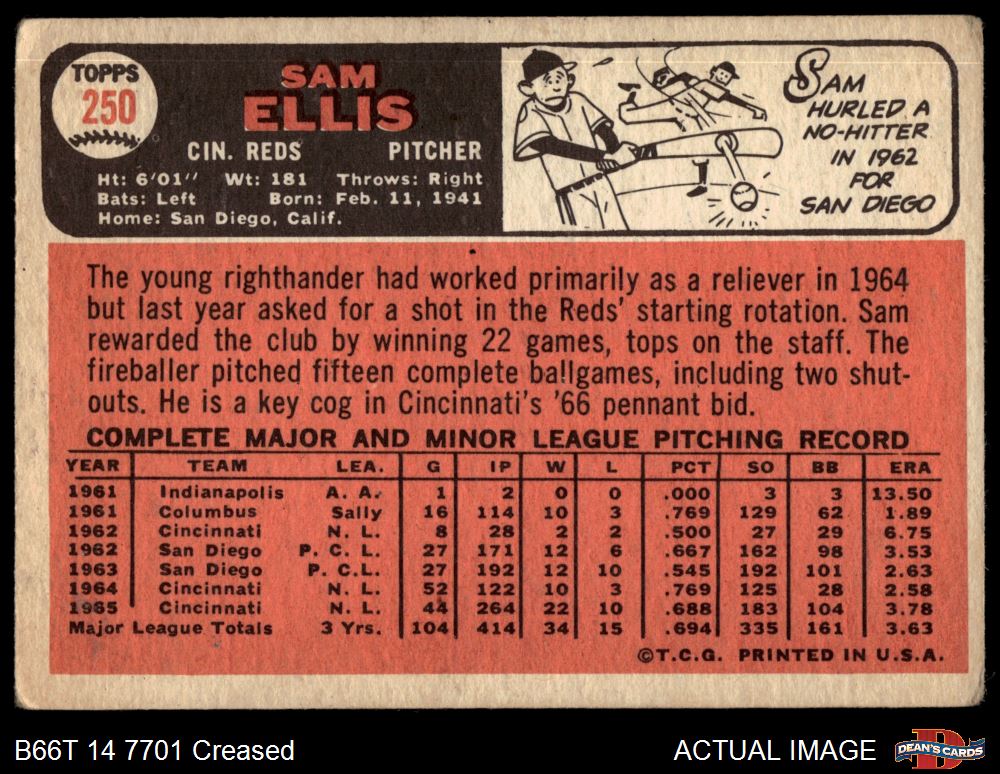 TOPPS
250
SAM
ELLIS
CIN. REDS PITCHER
Ht: 6'01" Wt: 181 Throws: Right
Bats: Left Born: Feb. 11, 1941
Home: San Diego, Calif.
SAM
HURLED A
NO-HITTER
IN 1962
FOR
SAN DIEGO
The young righthander had worked primarily as a reliever in 1964
but last year asked for a shot in the Reds' starting rotation. Sam
rewarded the club by winning 22 games, tops on the staff. The
fireballer pitched fifteen complete ballgames, including two shut-
outs. He is a key cog in Cincinnati's '66 pennant bid.
COMPLETE MAJOR AND MINOR LEAGUE PITCHING RECORD
YEAR TEAM LEA. G IP W L PCT SO BB ERA
1961 Indianapolis A. A. 1 2 0 0 .000 3 3 13.50
1961 Columbus Sally 16 114 10 3 .769 129 62 1.89
1962 Cincinnati N. L. 8 28 2 2 .500 27 29 6.75
1962 San Diego P. C. L. 27 171 12 6 .667 162 98 3.53
1963 San Diego P. C.L. 27 192 12 10 .545 192 101 2.63
1964 Cincinnati N. L. 52 122 10 3 .769 125 28 2.58
1965 Cincinnati N. L. 44 264 22 10 .688 183 104 3.78
Major League Totals 3 Yrs. 104 414 34 15 .694 335 161 3.63
©T.C.G. PRINTED IN U.S.A.
B66T 14 7701 Creased
ACTUAL IMAGE
DEAN'S CARDS